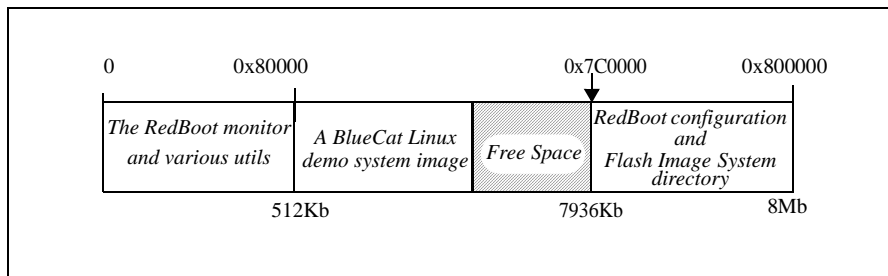 0
0x80000
0x7C0000
0x800000
The RedBoot monitor
and various utils
A BlueCat Linux
demo system image
Free Space
RedBoot configuration
and
Flash Image System
directory
512Kb
7936Kb
8Mb